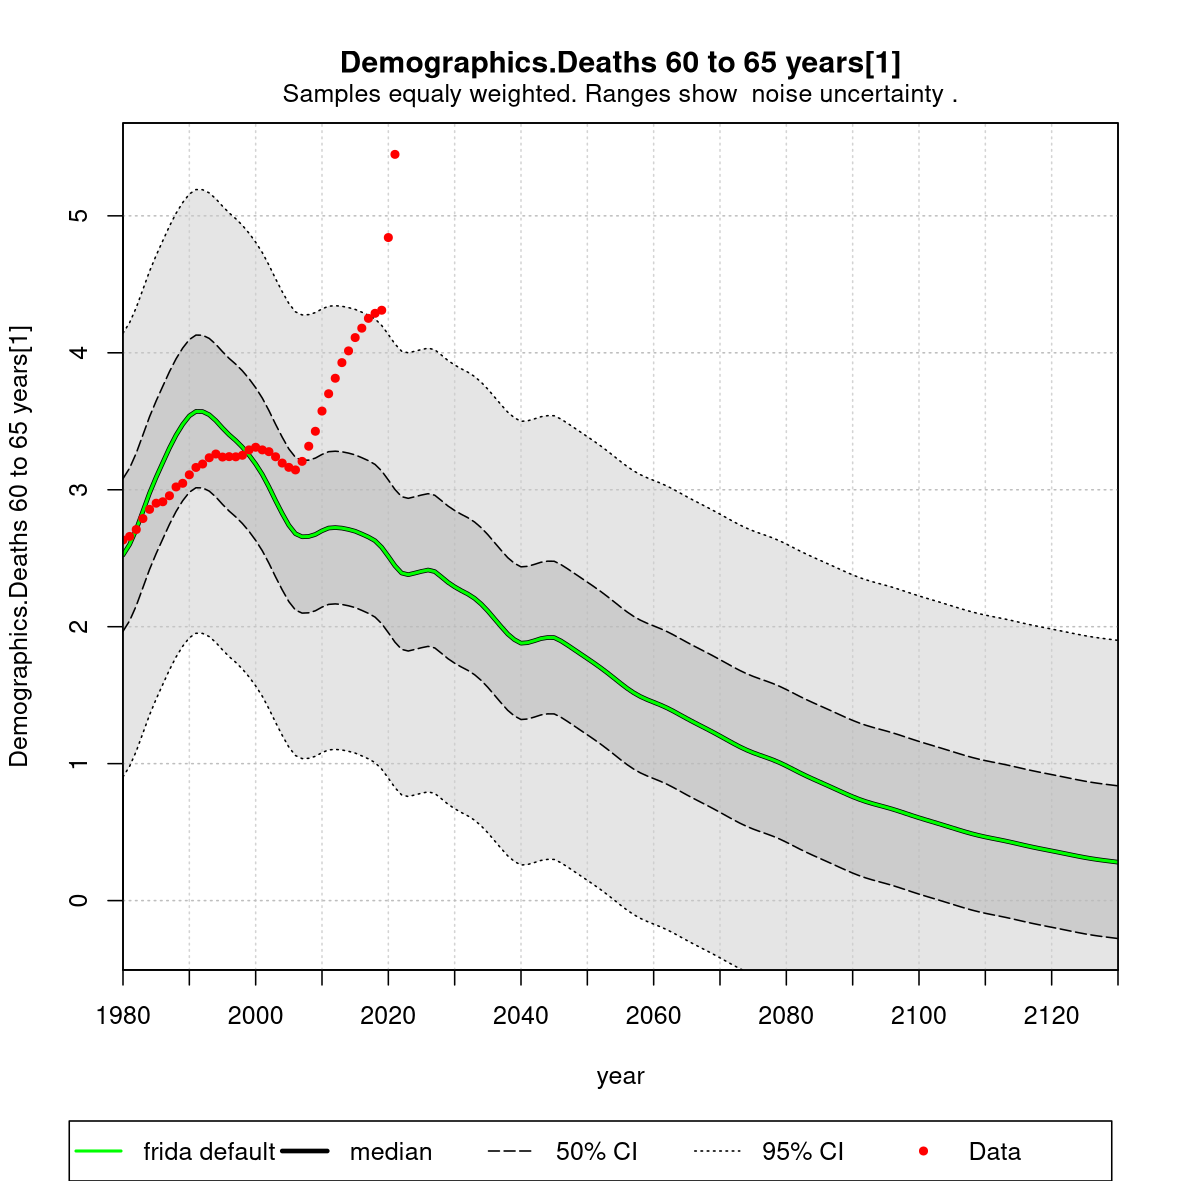 Demographics.Deaths 60 to 65 years[1]
Samples equaly weighted. Ranges show  noise uncertainty .
Demographics.Deaths 60 to 65 years[1]
5
4
3
2
1
0
1980 2000 2020 2040 2060 2080 2100 2120
year
frida default median 50% CI 95% CI Data